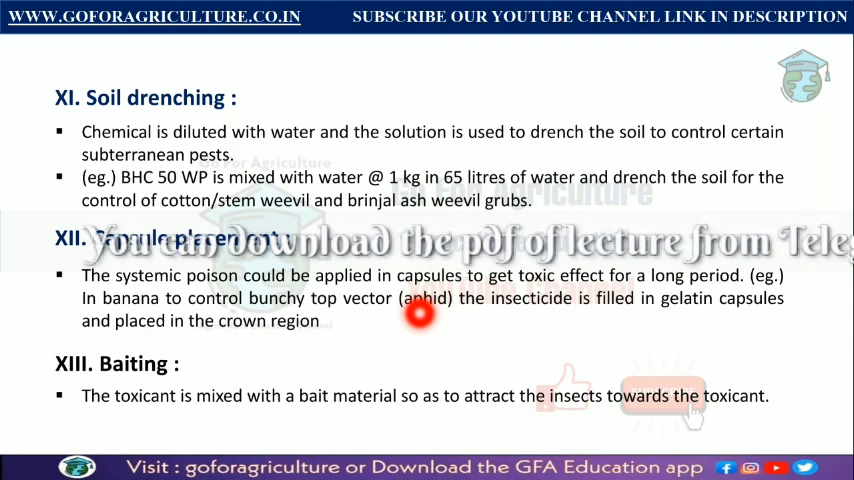 WWW.GOFORAGRICULTURE.CO.IN SUBSCRIBE OUR YOUTUBE CHANNEL LINK IN DESCRIPTION
XI. Soil drenching :
▪ Chemical is diluted with water and the solution is used to drench the soil to control certain
subterranean pests.
▪ (eg.) BHC 50 WP is mixed with water @ 1 kg in 65 litres of water and drench the soil for the
control of cotton/stem weevil and brinjal ash weevil grubs.
Go For Agriculture
XII. Capsule placement :
You can download the pdf of lecture from Teleg
▪ The systemic poison could be applied in capsules to get toxic effect for a long period. (eg.)
In banana to control bunchy top vector (aphid) the insecticide is filled in gelatin capsules
and placed in the crown region
XIII. Baiting :
▪ The toxicant is mixed with a bait material so as to attract the insects towards the toxicant.
SUBSCRIBE
Visit : goforagriculture or Download the GFA Education app